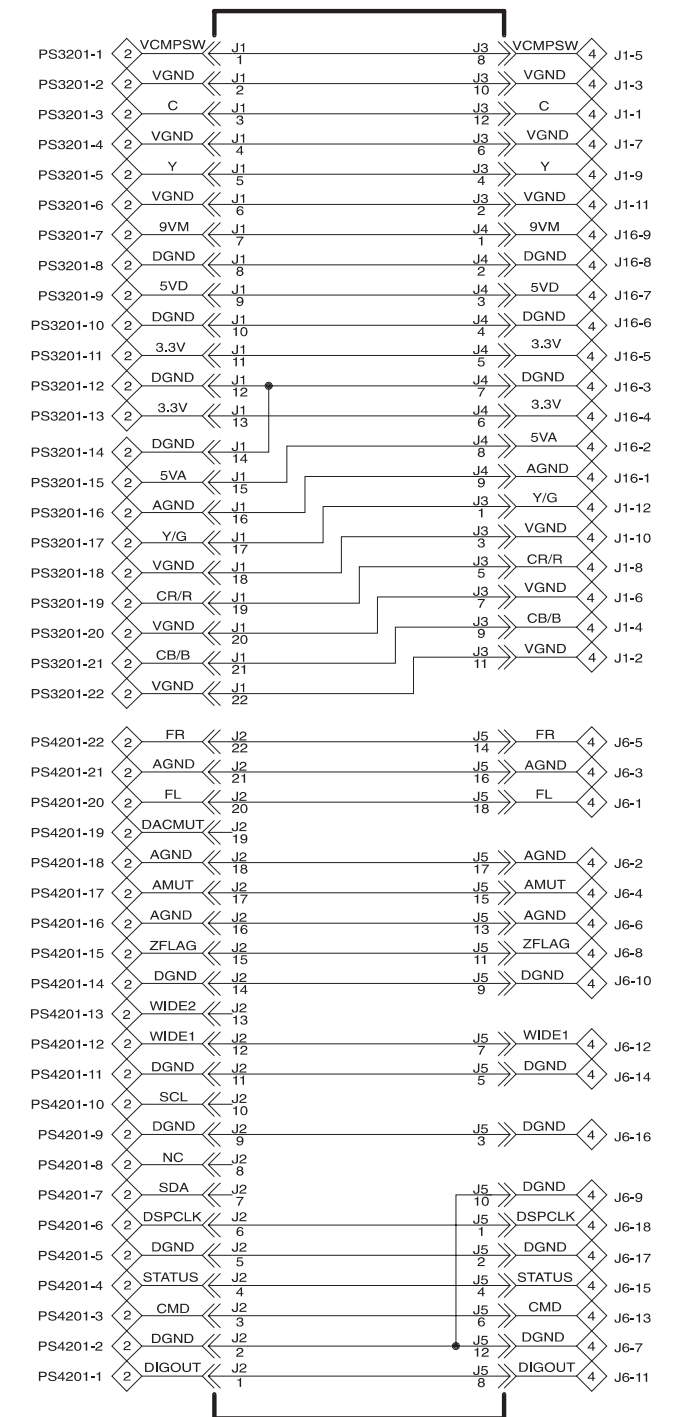 PS3201-1 2 VCMPSW J1 1 J3 8 VCMPSW 4 J1-5
PS3201-2 2 VGND J1 2 J3 10 VGND 4 J1-3
PS3201-3 2 C J1 3 J3 12 C 4 J1-1
PS3201-4 2 VGND J1 4 J3 6 VGND 4 J1-7
PS3201-5 2 Y J1 5 J3 4 Y 4 J1-9
PS3201-6 2 VGND J1 6 J3 2 VGND 4 J1-11
PS3201-7 2 9VM J1 7 J4 1 9VM 4 J16-9
PS3201-8 2 DGND J1 8 J4 2 DGND 4 J16-8
PS3201-9 2 5VD J1 9 J4 3 5VD 4 J16-7
PS3201-10 2 DGND J1 10 J4 4 DGND 4 J16-6
PS3201-11 2 3.3V J1 11 J4 5 3.3V 4 J16-5
PS3201-12 2 DGND J1 12 J4 7 DGND 4 J16-3
PS3201-13 2 3.3V J1 13 J4 6 3.3V 4 J16-4
PS3201-14 2 DGND J1 14 J4 8 5VA 4 J16-2
PS3201-15 2 5VA J1 15 J4 9 AGND 4 J16-1
PS3201-16 2 AGND J1 16 J3 1 Y/G 4 J1-12
PS3201-17 2 Y/G J1 17 J3 3 VGND 4 J1-10
PS3201-18 2 VGND J1 18 J3 5 CR/R 4 J1-8
PS3201-19 2 CR/R J1 19 J3 7 VGND 4 J1-6
PS3201-20 2 VGND J1 20 J3 9 CB/B 4 J1-4
PS3201-21 2 CB/B J1 21 J3 11 VGND 4 J1-2
PS3201-22 2 VGND J1 22
PS4201-22 2 FR J2 22 J5 14 FR 4 J6-5
PS4201-21 2 AGND J2 21 J5 16 AGND 4 J6-3
PS4201-20 2 FL J2 20 J5 18 FL 4 J6-1
PS4201-19 2 DACMUT J2 19
PS4201-18 2 AGND J2 18 J5 17 AGND 4 J6-2
PS4201-17 2 AMUT J2 17 J5 15 AMUT 4 J6-4
PS4201-16 2 AGND J2 16 J5 13 AGND 4 J6-6
PS4201-15 2 ZFLAG J2 15 J5 11 ZFLAG 4 J6-8
PS4201-14 2 DGND J2 14 J5 9 DGND 4 J6-10
PS4201-13 2 WIDE2 J2 13
PS4201-12 2 WIDE1 J2 12 J5 7 WIDE1 4 J6-12
PS4201-11 2 DGND J2 11 J5 5 DGND 4 J6-14
PS4201-10 2 SCL J2 10
PS4201-9 2 DGND J2 9 J5 3 DGND 4 J6-16
PS4201-8 2 NC J2 8
PS4201-7 2 SDA J2 7 J5 10 DGND 4 J6-9
PS4201-6 2 DSPCLK J2 6 J5 1 DSPCLK 4 J6-18
PS4201-5 2 DGND J2 5 J5 2 DGND 4 J6-17
PS4201-4 2 STATUS J2 4 J5 4 STATUS 4 J6-15
PS4201-3 2 CMD J2 3 J5 6 CMD 4 J6-13
PS4201-2 2 DGND J2 2 J5 12 DGND 4 J6-7
PS4201-1 2 DIGOUT J2 1 J5 8 DIGOUT 4 J6-11